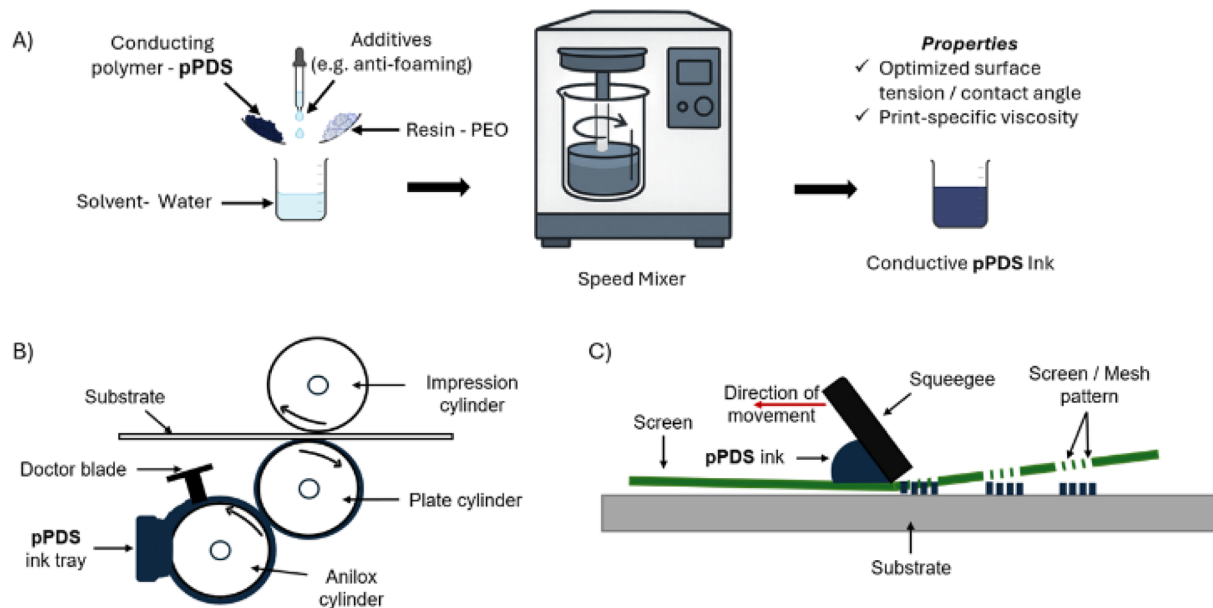 A)
Conducting
polymer - pPDS
Additives
(e.g. anti-foaming)
Resin - PEO
Solvent- Water
Speed Mixer
Properties
✓ Optimized surface
tension / contact angle
✓ Print-specific viscosity
Conductive pPDS Ink
B)
Substrate
Impression
cylinder
Doctor blade
Plate cylinder
pPDS
ink tray
Anilox
cylinder
C)
Direction of
movement
Squeegee
Screen / Mesh
pattern
Screen
pPDS ink
Substrate